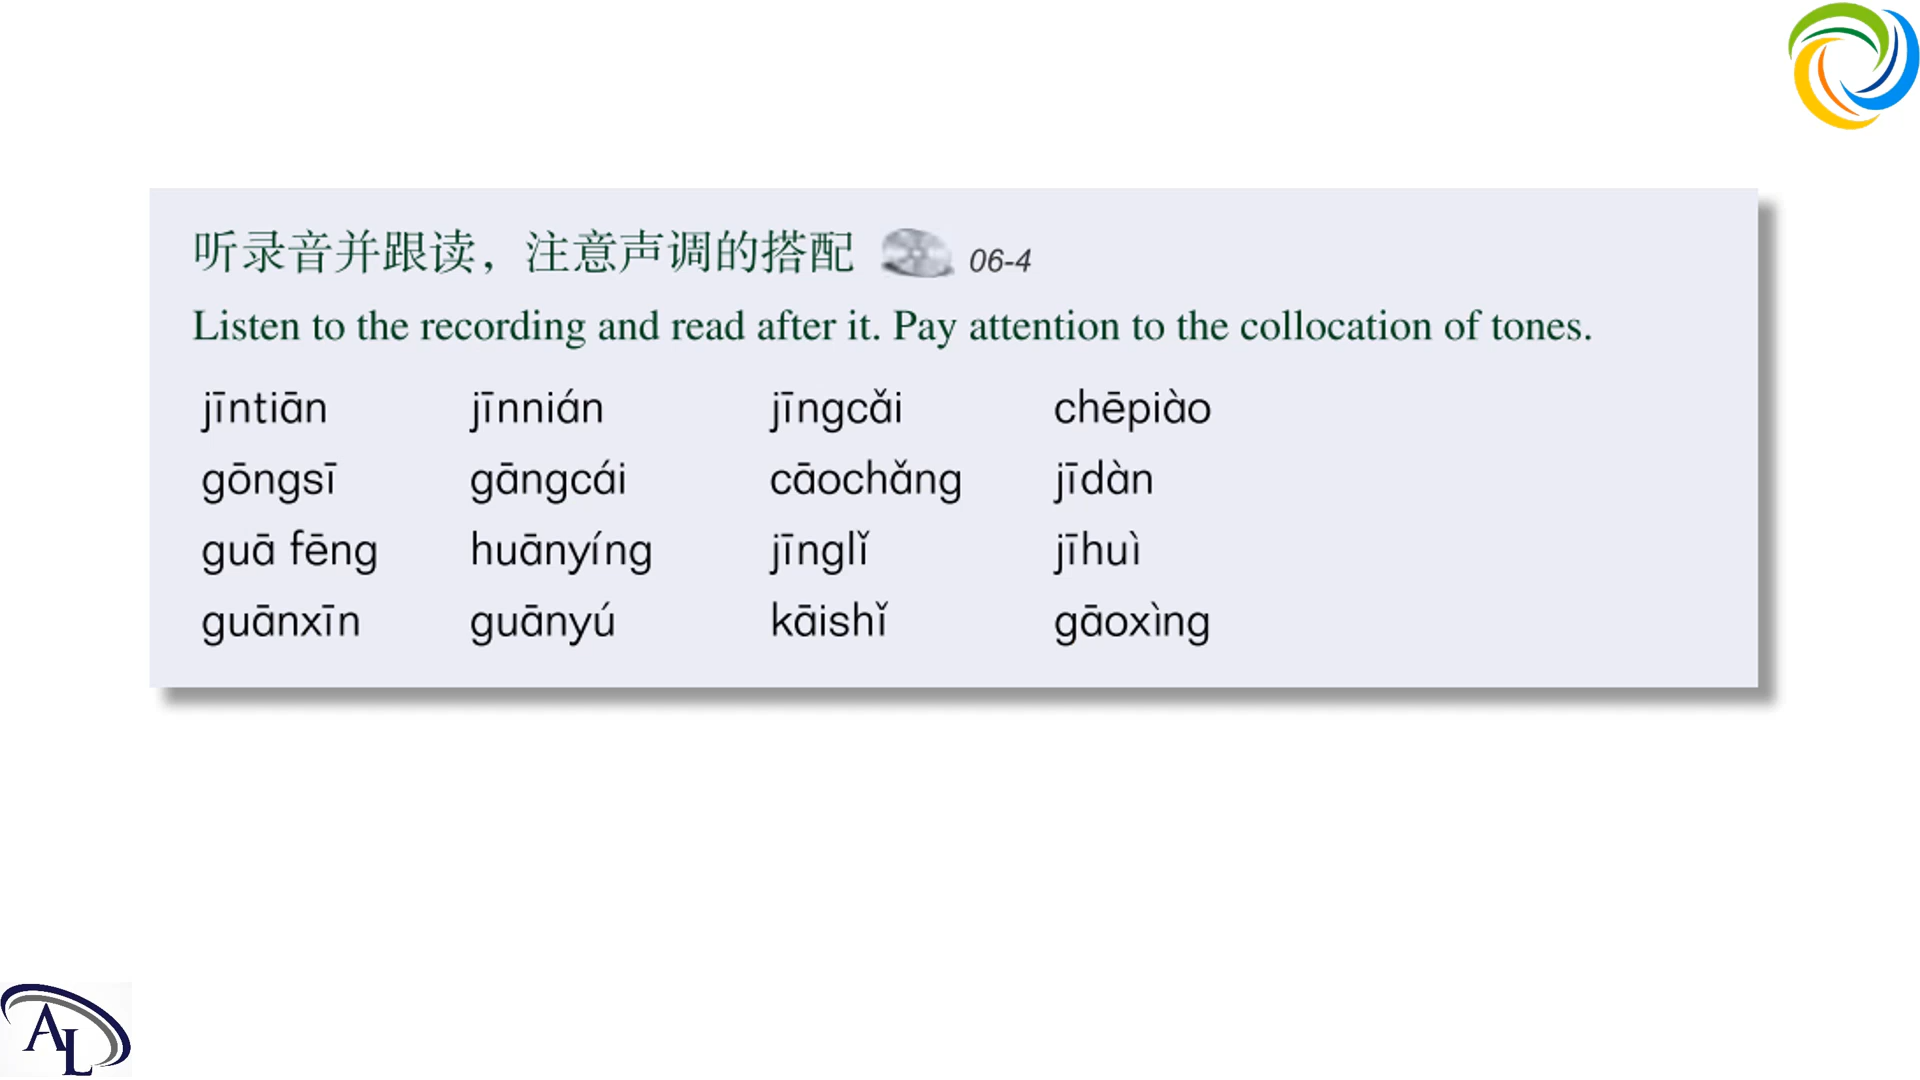 听录音并跟读，注意声调的搭配 06-4
Listen to the recording and read after it. Pay attention to the collocation of tones.
jīntiān jīnnián jīngcǎi chēpiào
gōngsī gāngcái cāochǎng jīdàn
guā fēng huānyíng jīnglǐ jīhuì
guānxīn guānyú kāishǐ gāoxìng
AL